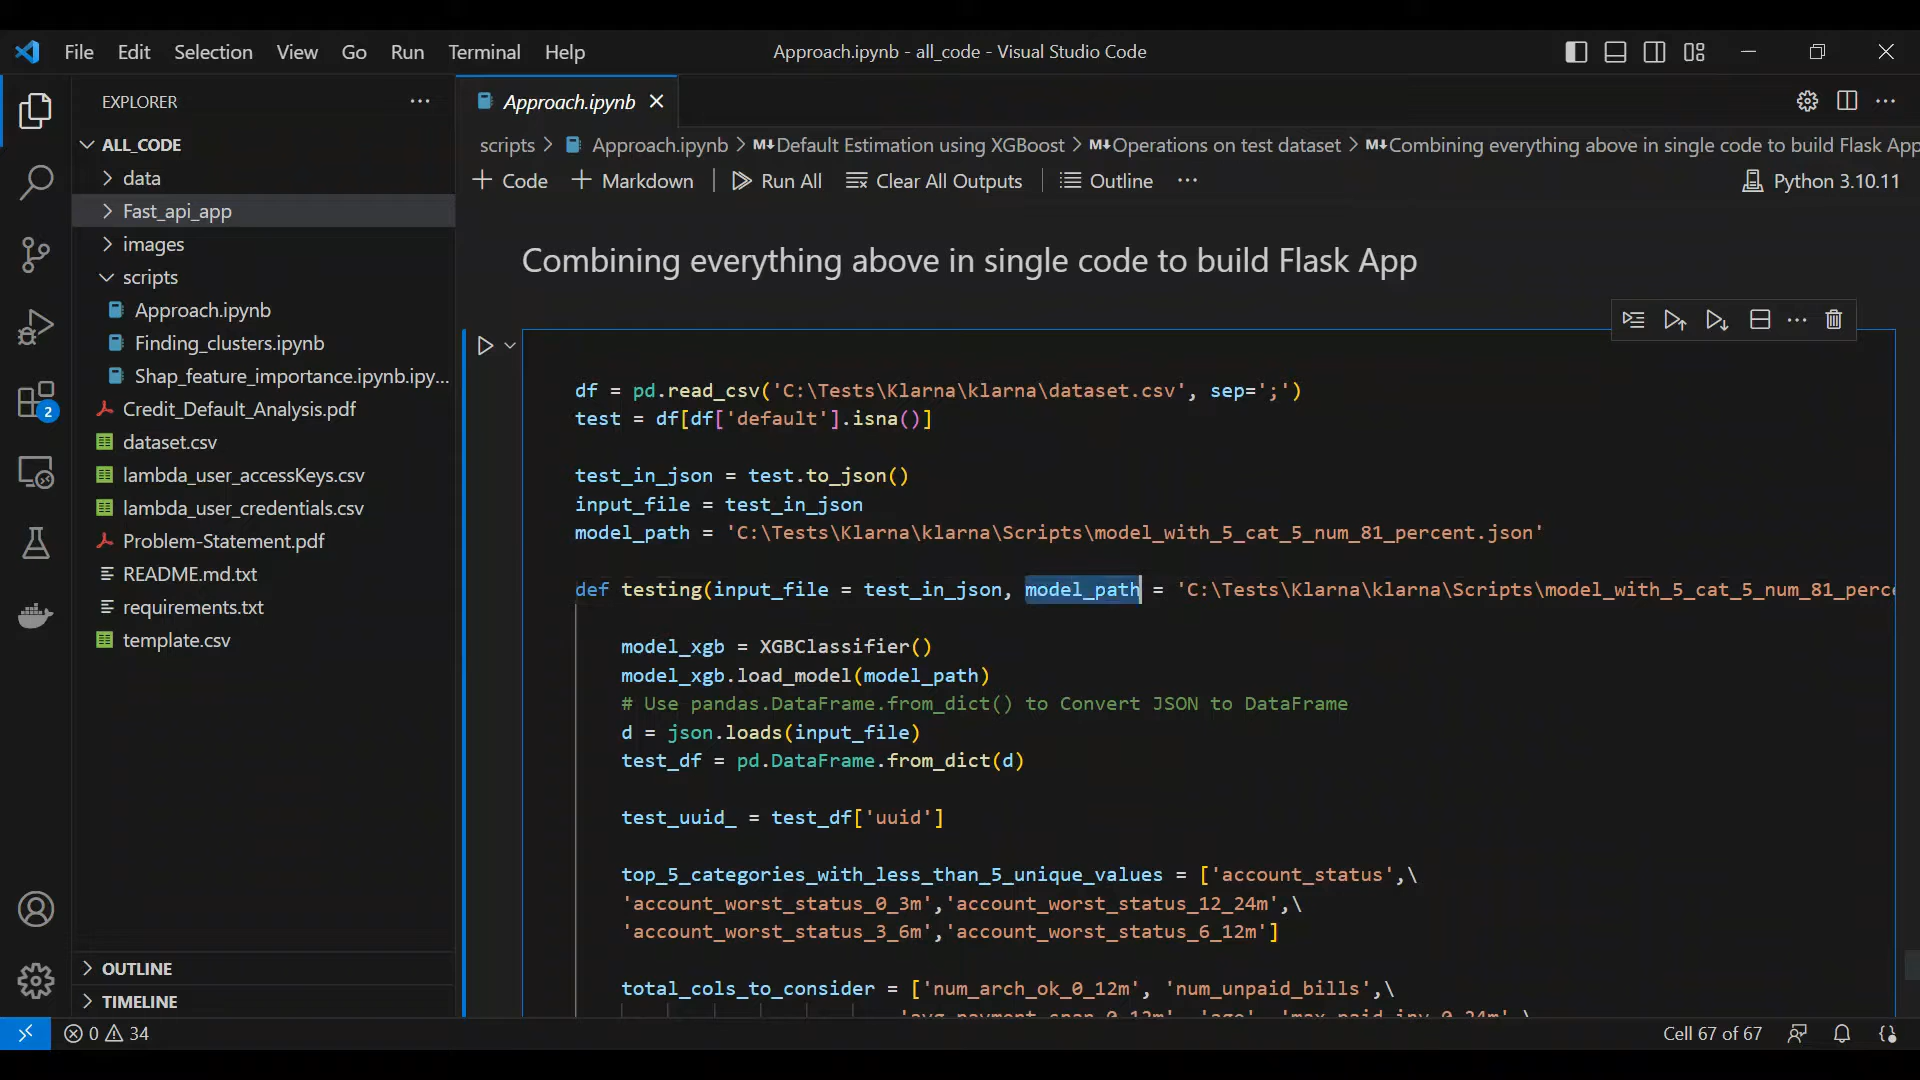 File Edit Selection View Go Run Terminal Help
Approach.ipynb - all_code - Visual Studio Code
EXPLORER
ALL_CODE
data
Fast_api_app
images
scripts
Approach.ipynb
Finding_clusters.ipynb
Shap_feature_importance.ipynb.ipy...
Credit_Default_Analysis.pdf
dataset.csv
lambda_user_accessKeys.csv
lambda_user_credentials.csv
Problem-Statement.pdf
README.md.txt
requirements.txt
template.csv
OUTLINE
TIMELINE
2
Approach.ipynb
scripts > Approach.ipynb > M↓Default Estimation using XGBoost > M↓Operations on test dataset > M↓Combining everything above in single code to build Flask App
+ Code + Markdown Run All Clear All Outputs Outline ... Python 3.10.11
Combining everything above in single code to build Flask App
df = pd.read_csv('C:\Tests\Klarna\klarna\dataset.csv', sep=';')
test = df[df['default'].isna()]
test_in_json = test.to_json()
input_file = test_in_json
model_path = 'C:\Tests\Klarna\klarna\Scripts\model_with_5_cat_5_num_81_percent.json'
def testing(input_file = test_in_json, model_path = 'C:\Tests\Klarna\klarna\Scripts\model_with_5_cat_5_num_81_perce
model_xgb = XGBClassifier()
model_xgb.load_model(model_path)
# Use pandas.DataFrame.from_dict() to Convert JSON to DataFrame
d = json.loads(input_file)
test_df = pd.DataFrame.from_dict(d)
test_uuid_ = test_df['uuid']
top_5_categories_with_less_than_5_unique_values = ['account_status',\
'account_worst_status_0_3m','account_worst_status_12_24m',\
'account_worst_status_3_6m','account_worst_status_6_12m']
total_cols_to_consider = ['num_arch_ok_0_12m', 'num_unpaid_bills',\
'avg_payment_span_0_12m', 'age', 'max_paid_inv_0_24m',\
0 34
Cell 67 of 67